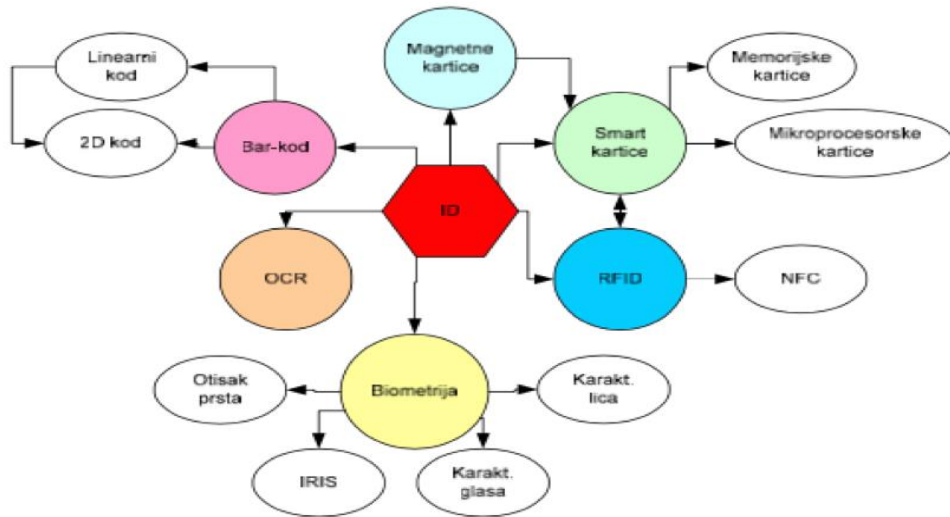 Linearni
kod
2D kod
Bar-kod
Magnetne
kartice
Smart
kartice
Memorijske
kartice
Mikroprocesorske
kartice
ID
OCR
RFID
NFC
Biometrija
Otisak
prsta
IRIS
Karakt.
glasa
Karakt.
lica